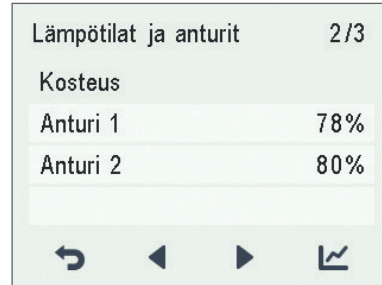 Lämpötilat ja anturit 2/3
Kosteus
Anturi 1 78%
Anturi 2 80%